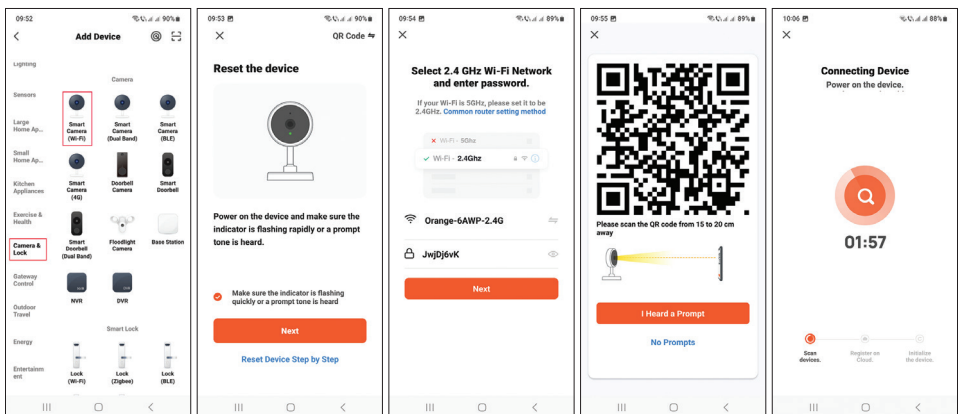 09:52
90%
Add Device
Lighting
Camera
Sensors
Large
Home Ap...
Smart
Camera
(Wi-Fi)
Smart
Camera
(Dual Band)
Smart
Camera
(BLE)
Small
Home Ap...
Kitchen
Appliances
Smart
Camera
(4G)
Doorbell
Camera
Smart
Doorbell
Exercise &
Health
Camera &
Lock
Smart
Doorbell
(Dual Band)
Floodlight
Camera
Base Station
Gateway
Control
NVR
DVR
Outdoor
Travel
Smart Lock
Energy
Entertainm
ent
Lock
(Wi-Fi)
Lock
(Zigbee)
Lock
(BLE)
09:53
90%
QR Code
Reset the device
Power on the device and make sure the
indicator is flashing rapidly or a prompt
tone is heard.
Make sure the indicator is flashing
quickly or a prompt tone is heard
Next
Reset Device Step by Step
09:54
89%
Select 2.4 GHz Wi-Fi Network
and enter password.
If your Wi-Fi is 5GHz, please set it to be
2.4GHz. Common router setting method
Wi-Fi - 5Ghz
Wi-Fi - 2.4Ghz
Orange-6AWP-2.4G
JwjDj6vK
Next
09:55
89%
Please scan the QR code from 15 to 20 cm
away
I Heard a Prompt
No Prompts
10:06
88%
Connecting Device
Power on the device.
01:57
Scan
devices.
Register on
Cloud.
Initialize
the device.